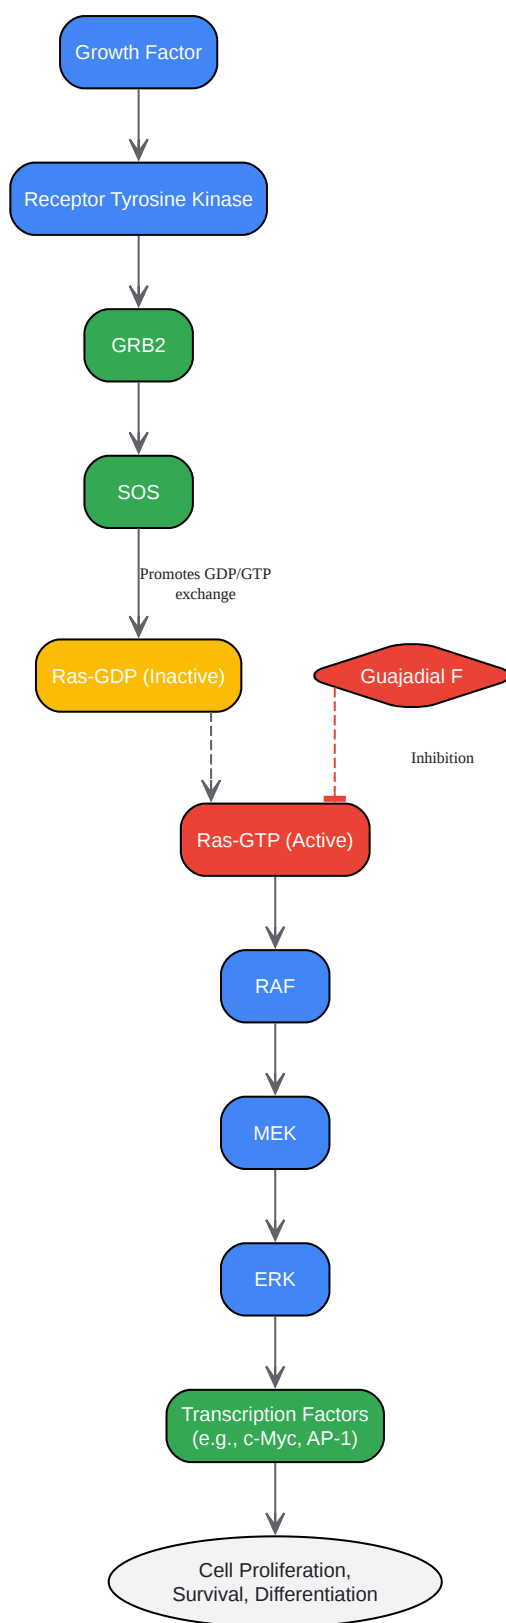 Growth Factor
Receptor Tyrosine Kinase
GRB2
SOS
Promotes GDP/GTP
exchange
Ras-GDP (Inactive)
Guajadial F
Inhibition
Ras-GTP (Active)
RAF
MEK
ERK
Transcription Factors
(e.g., c-Myc, AP-1)
Cell Proliferation,
Survival, Differentiation